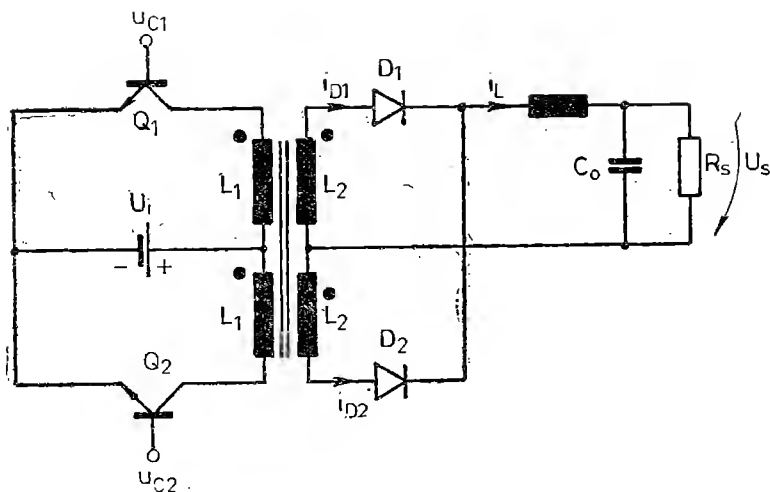 uC1
Q1
iD1
D1
iL
L1
L2
Co
Rs
Us
Ui
- +
L1
L2
Q2
D2
iD2
uC2